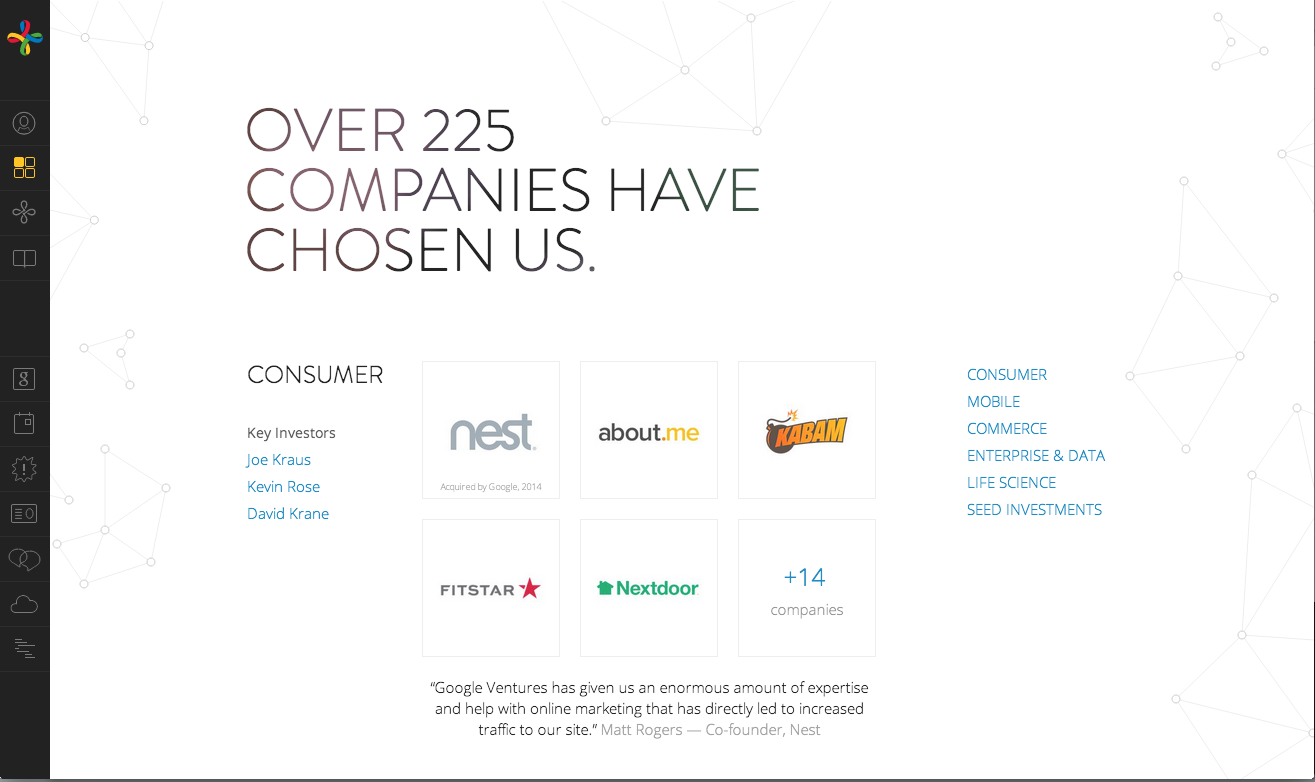 OVER 225
COMPANIES HAVE
CHOSEN US.
CONSUMER
Key Investors
Joe Kraus
Kevin Rose
David Krane
nest
Acquired by Google, 2014
about.me
KABAM
FITSTAR
Nextdoor
+14
companies
“Google Ventures has given us an enormous amount of expertise
and help with online marketing that has directly led to increased
traffic to our site.” Matt Rogers — Co-founder, Nest
CONSUMER
MOBILE
COMMERCE
ENTERPRISE & DATA
LIFE SCIENCE
SEED INVESTMENTS
g